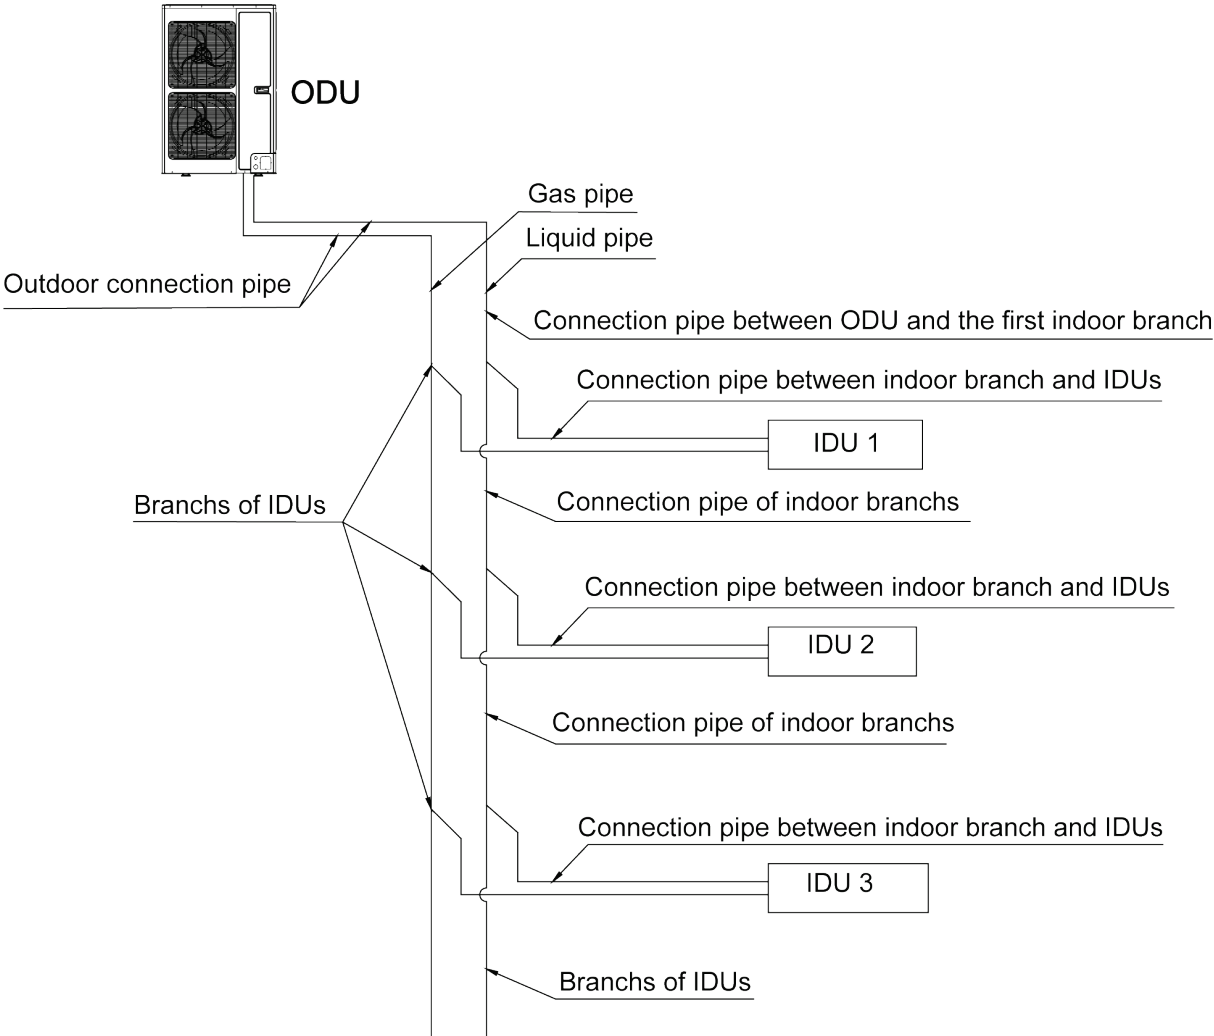 ODU
Gas pipe
Liquid pipe
Outdoor connection pipe
Connection pipe between ODU and the first indoor branch
Connection pipe between indoor branch and IDUs
IDU 1
Branchs of IDUs
Connection pipe of indoor branchs
Connection pipe between indoor branch and IDUs
IDU 2
Connection pipe of indoor branchs
Connection pipe between indoor branch and IDUs
IDU 3
Branchs of IDUs